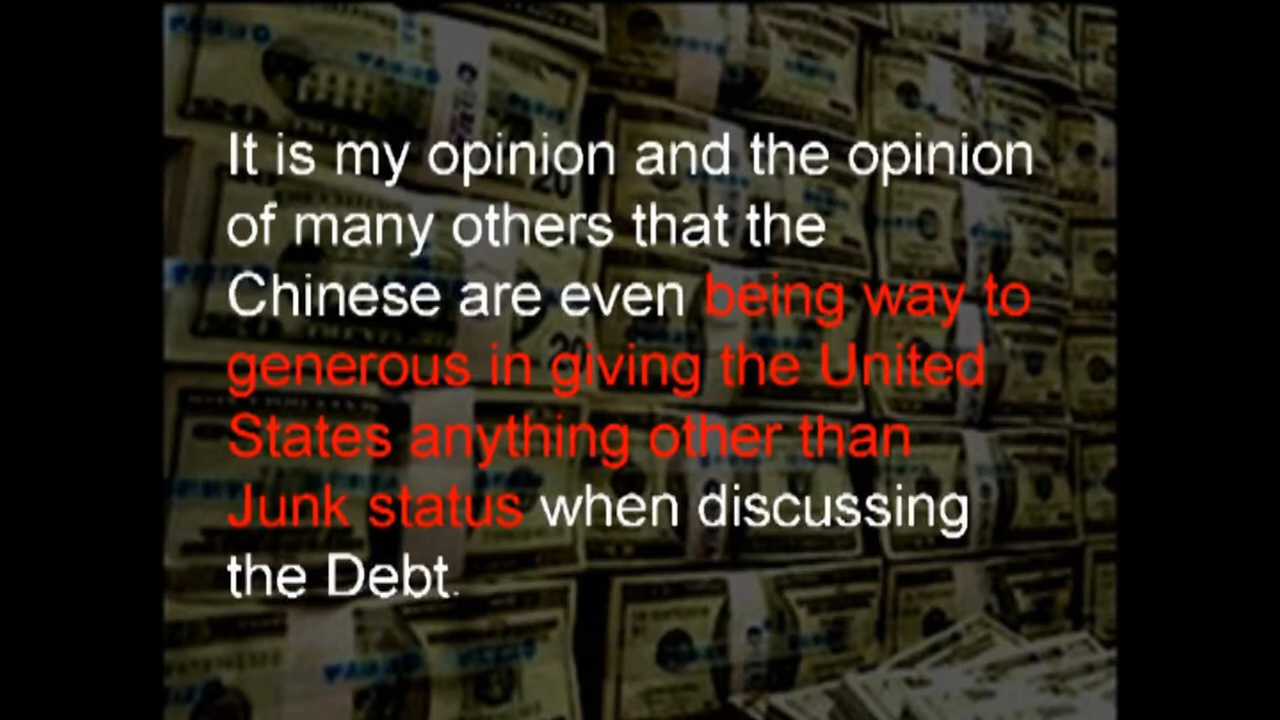 It is my opinion and the opinion
of many others that the
Chinese are even being way to
generous in giving the United
States anything other than
Junk status when discussing
the Debt.